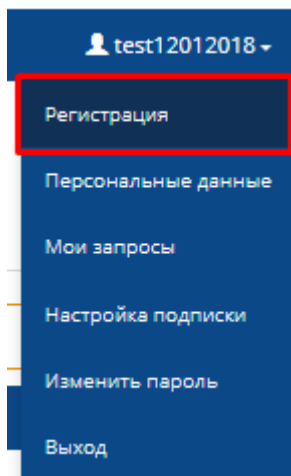 test12012018
Регистрация
Персональные данные
Мои запросы
Настройка подписки
Изменить пароль
Выход